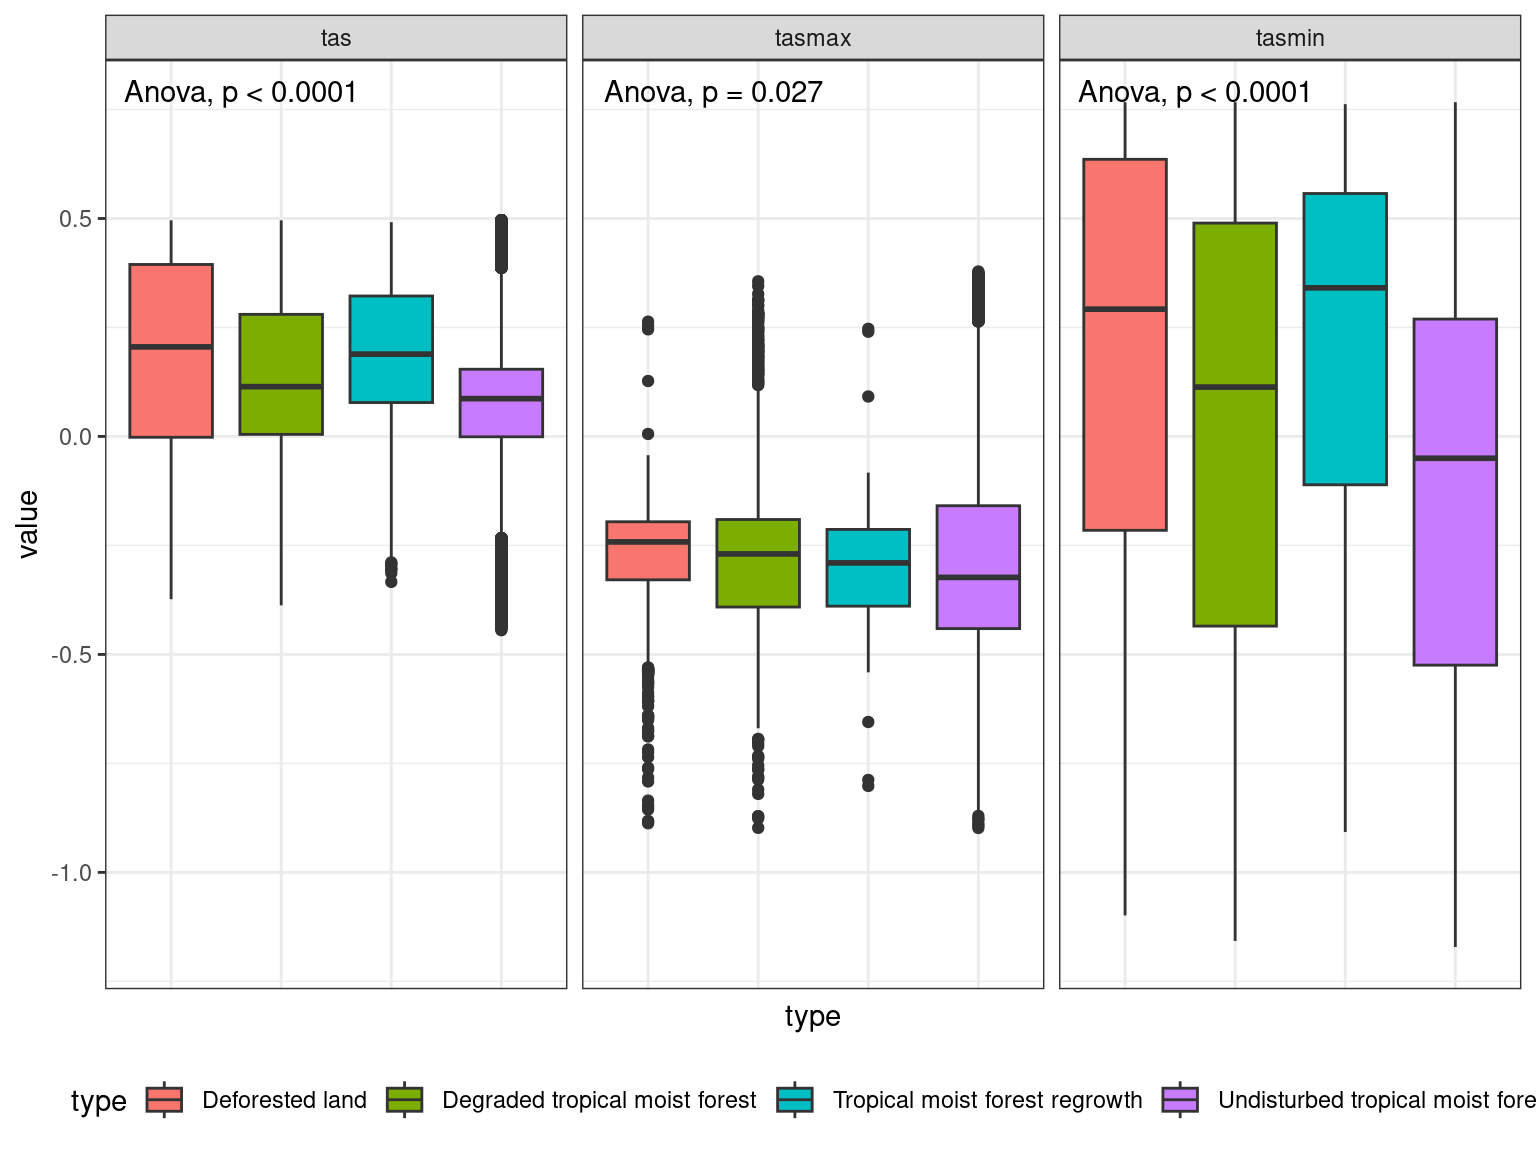 tas
tasmax
tasmin
Anova, p < 0.0001
Anova, p = 0.027
Anova, p < 0.0001
0.5
0.0
-0.5
-1.0
value
type
type
Deforested land
Degraded tropical moist forest
Tropical moist forest regrowth
Undisturbed tropical moist fore